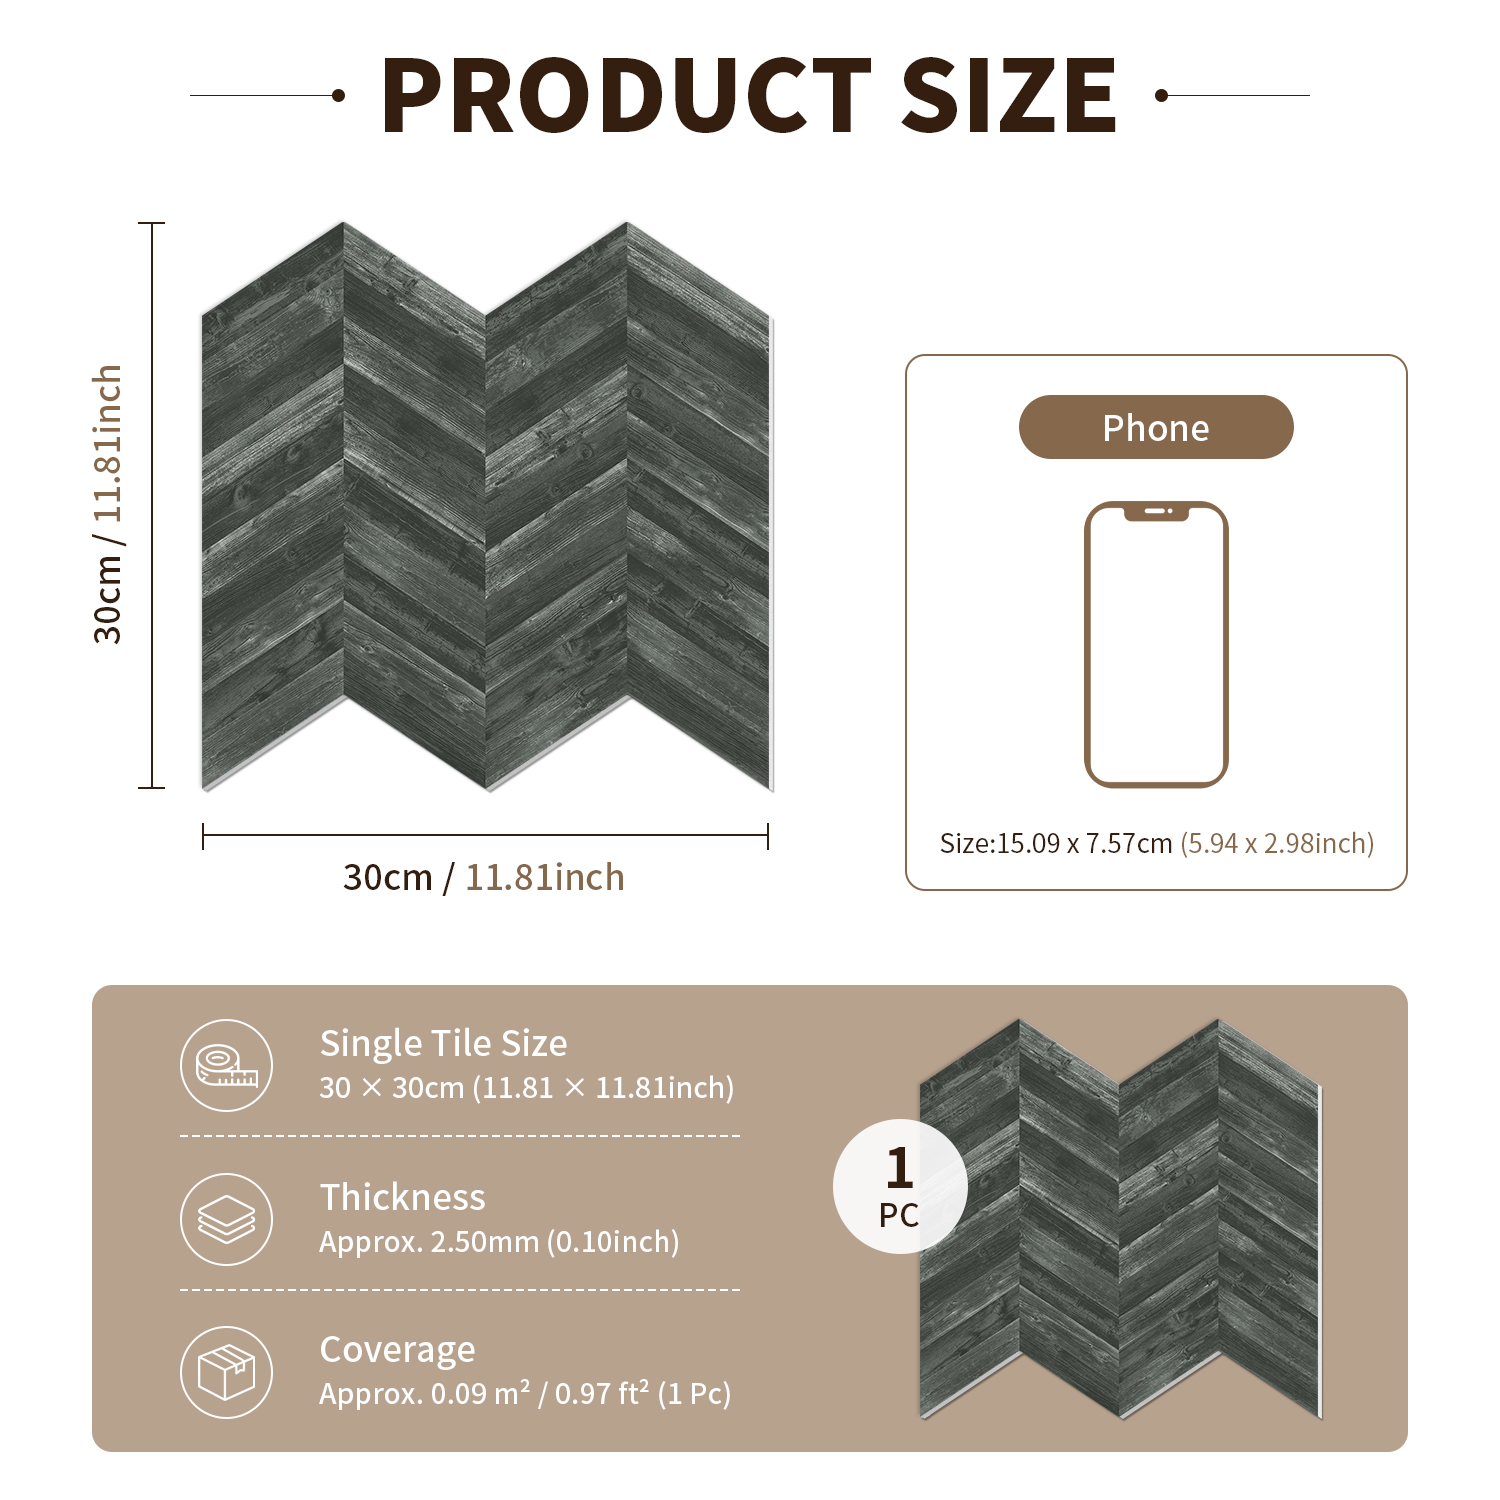 PRODUCT SIZE
30cm / 11.81inch
30cm / 11.81inch
Phone
Size:15.09 x 7.57cm (5.94 x 2.98inch)
Single Tile Size
30 × 30cm (11.81 × 11.81inch)
Thickness
Approx. 2.50mm (0.10inch)
Coverage
Approx. 0.09 m² / 0.97 ft² (1 Pc)
1
PC